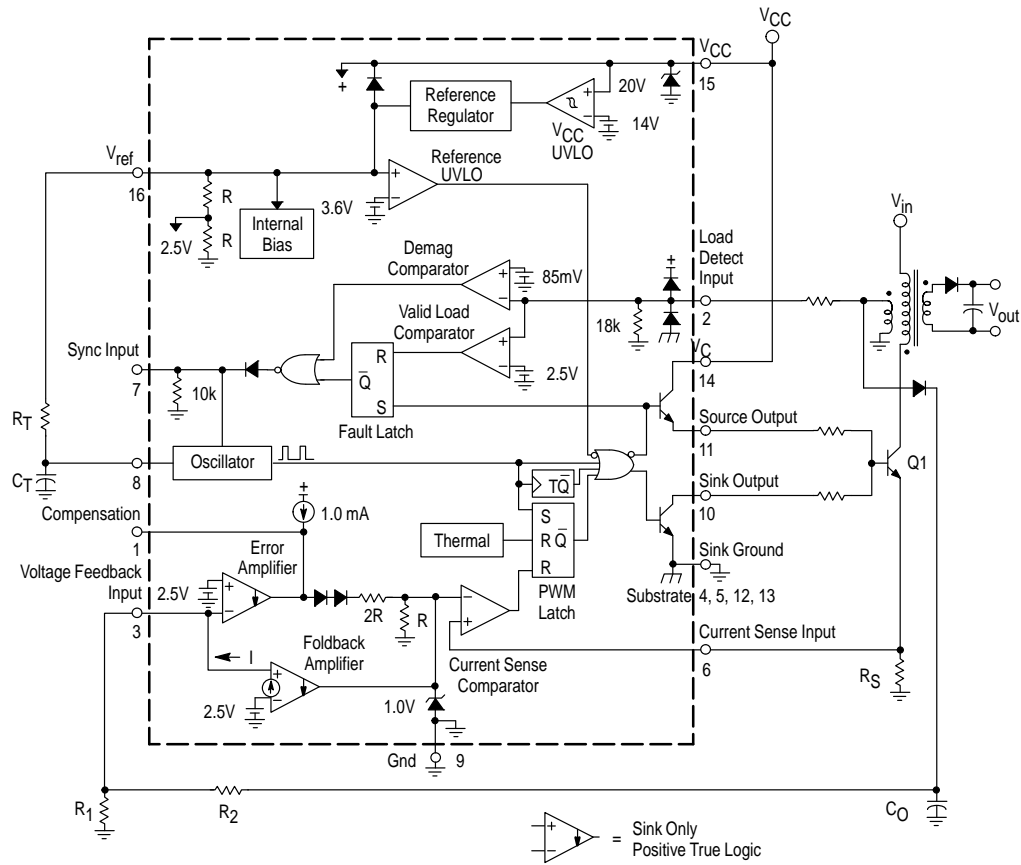 VCC
VCC
15
20V
Reference
Regulator
14V
VCC
UVLO
Vref
16
R
Reference
UVLO
3.6V
2.5V
R
Internal
Bias
Vin
Load
Detect
Input
Demag
Comparator
85mV
2
Vout
Valid Load
Comparator
18k
VC
Sync Input
R
2.5V
14
7
10k
Q̅
S
RT
Fault Latch
Source Output
11
Q1
CT
8
Oscillator
TQ̅
Sink Output
10
1.0 mA
Compensation
1
S
R Q̅
R
Thermal
Sink Ground
Error
Amplifier
Voltage Feedback
Input
3
2.5V
PWM
Latch
Substrate 4, 5, 12, 13
2R
R
Current Sense Input
6
I
Foldback
Amplifier
Current Sense
Comparator
RS
2.5V
1.0V
Gnd 9
R1
R2
CO
= Sink Only
Positive True Logic